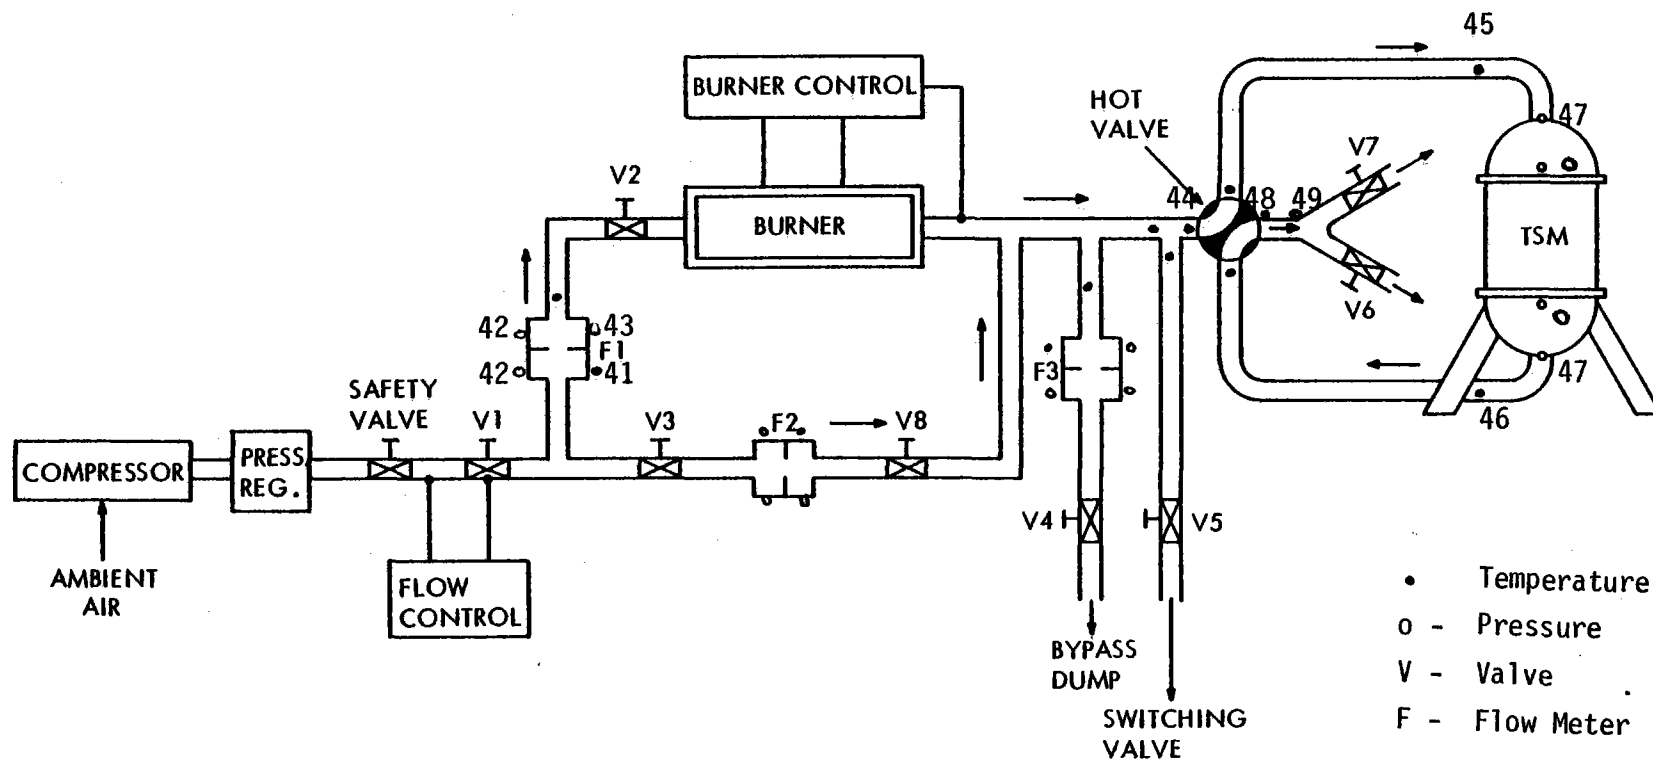 45
BURNER CONTROL
HOT
VALVE
47
V7
V2
44
48
49
BURNER
TSM
V6
42
43
F1
42
41
F3
47
SAFETY
VALVE
V1
V3
F2
V8
46
COMPRESSOR
PRESS.
REG.
V4
V5
AMBIENT
AIR
FLOW
CONTROL
BYPASS
DUMP
SWITCHING
VALVE
• Temperature
o - Pressure
V - Valve
F - Flow Meter